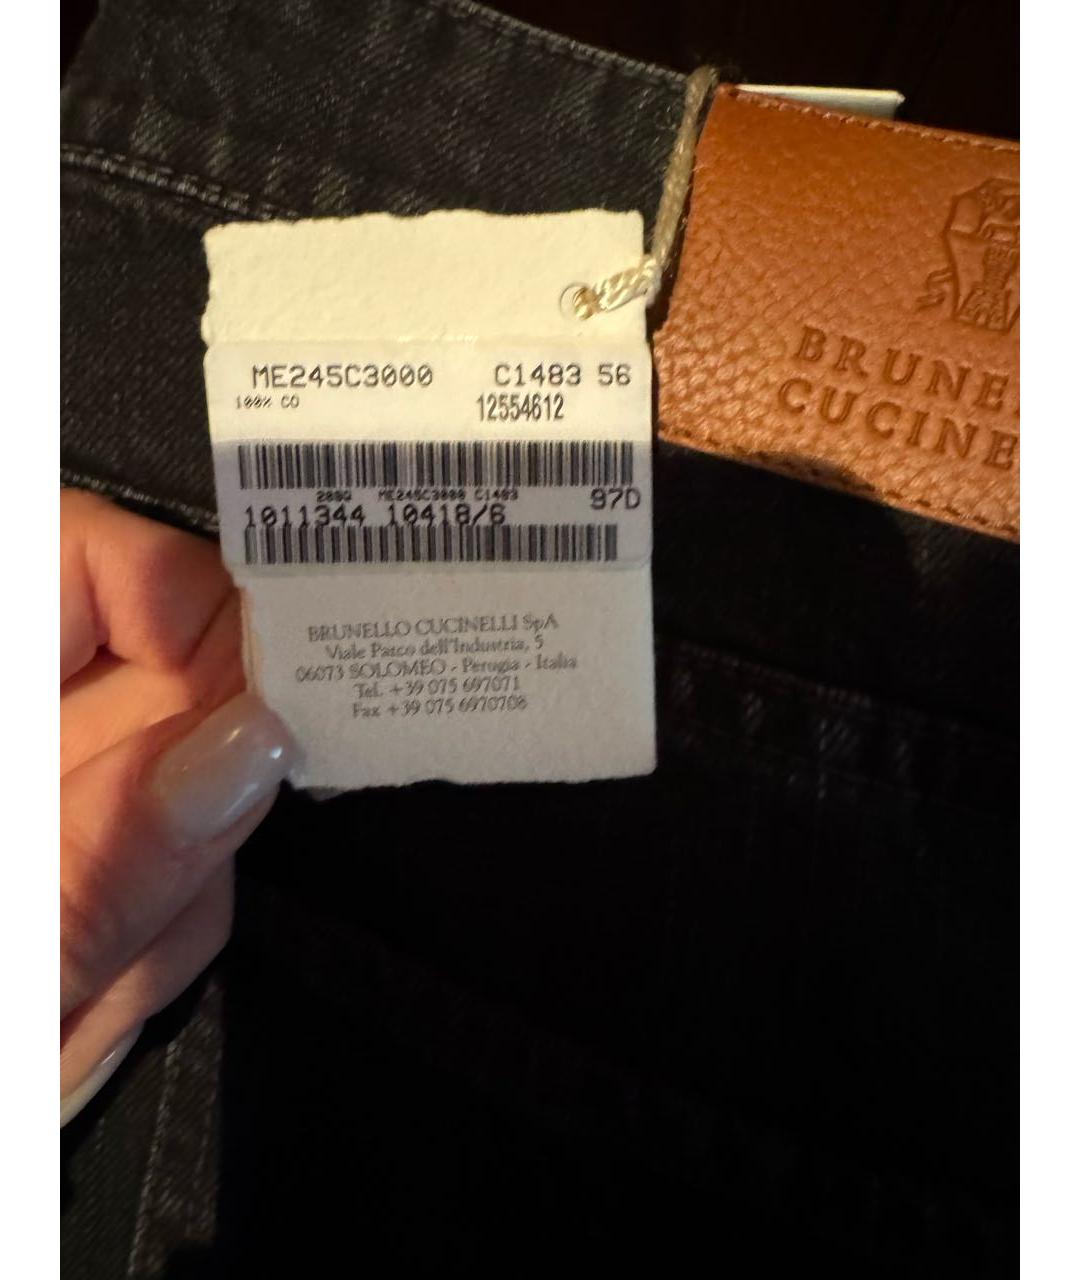 ME245C3000 C1483 56
100% CO 12554612
ME245C3000 C1483 97D
1011344 10418/6
BRUNELLO CUCINELLI SpA
Viale Parco dell'Industria, 5
06073 SOLOMEO - Perugia - Italia
Tel. +39 075 697071
Fax +39 075 6970708
BRUNE
CUCINE